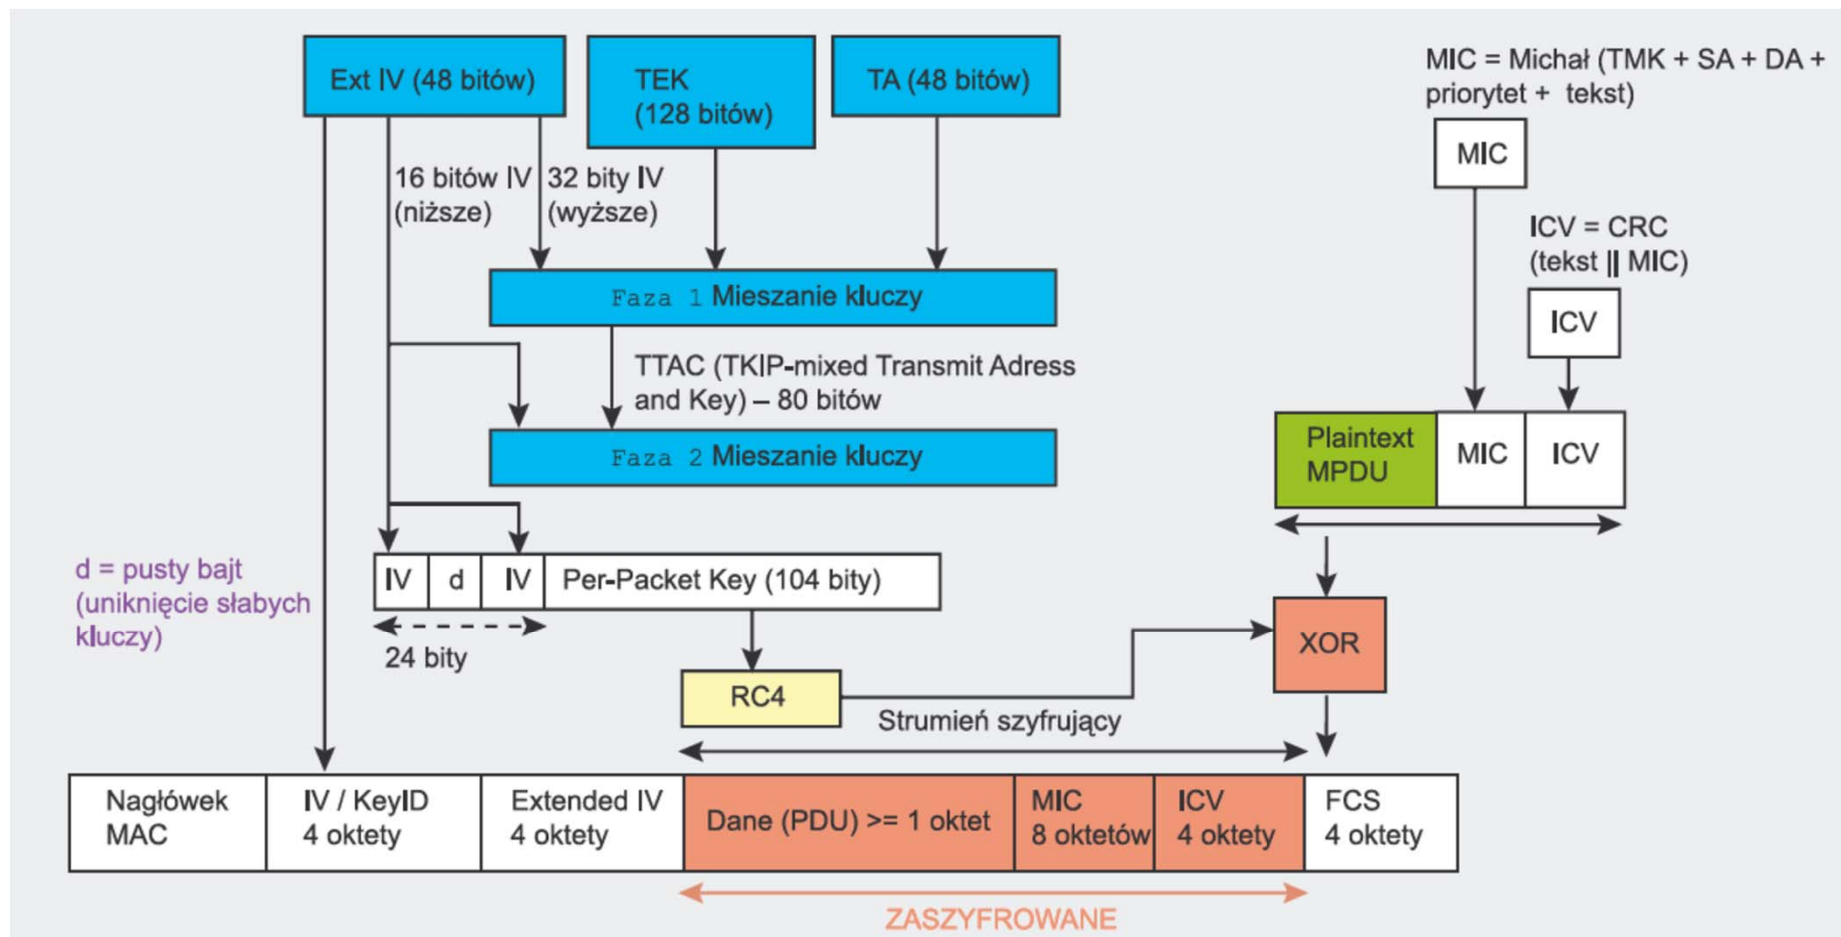 Ext IV (48 bitów)
TEK
(128 bitów)
TA (48 bitów)
MIC = Michał (TMK + SA + DA +
priorytet + tekst)
MIC
16 bitów IV
(niższe)
32 bity IV
(wyższe)
ICV = CRC
(tekst || MIC)
ICV
Faza 1 Mieszanie kluczy
TTAC (TKIP-mixed Transmit Adress
and Key) – 80 bitów
Faza 2 Mieszanie kluczy
Plaintext
MPDU
MIC
ICV
d = pusty bajt
(uniknięcie słabych
kluczy)
IV
d
IV
Per-Packet Key (104 bity)
24 bity
XOR
RC4
Strumień szyfrujący
Nagłówek
MAC
IV / KeyID
4 oktety
Extended IV
4 oktety
Dane (PDU) >= 1 oktet
MIC
8 oktetów
ICV
4 oktety
FCS
4 oktety
ZASZYFROWANE